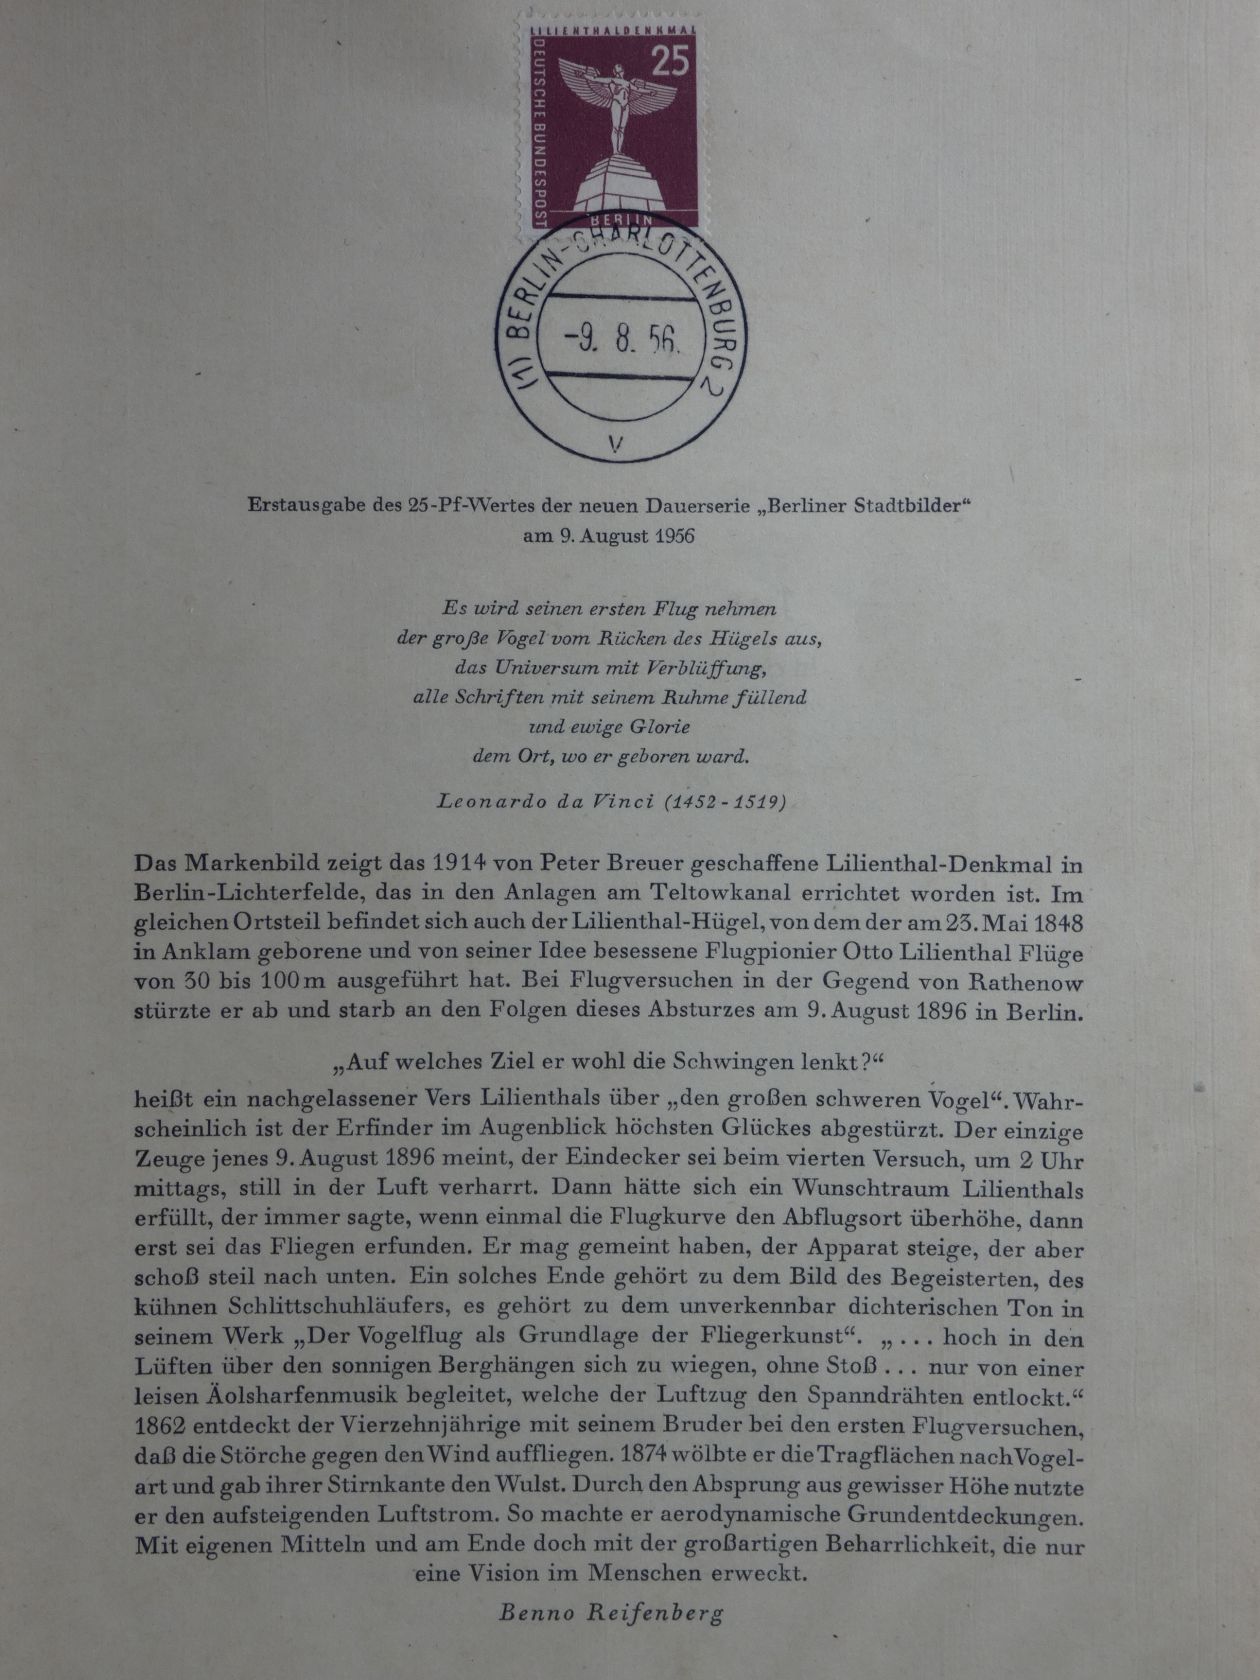 LILIENTHALDENKMAL
DEUTSCHE BUNDESPOST
25
BERLIN
(1) BERLIN-CHARLOTTENBURG 2
-9. 8. 56.
v
Erstausgabe des 25-Pf-Wertes der neuen Dauerserie „Berliner Stadtbilder“
am 9. August 1956
Es wird seinen ersten Flug nehmen
der große Vogel vom Rücken des Hügels aus,
das Universum mit Verblüffung,
alle Schriften mit seinem Ruhme füllend
und ewige Glorie
dem Ort, wo er geboren ward.
Leonardo da Vinci (1452-1519)
Das Markenbild zeigt das 1914 von Peter Breuer geschaffene Lilienthal-Denkmal in
Berlin-Lichterfelde, das in den Anlagen am Teltowkanal errichtet worden ist. Im
gleichen Ortsteil befindet sich auch der Lilienthal-Hügel, von dem der am 23. Mai 1848
in Anklam geborene und von seiner Idee besessene Flugpionier Otto Lilienthal Flüge
von 30 bis 100 m ausgeführt hat. Bei Flugversuchen in der Gegend von Rathenow
stürzte er ab und starb an den Folgen dieses Absturzes am 9. August 1896 in Berlin.
„Auf welches Ziel er wohl die Schwingen lenkt?“
heißt ein nachgelassener Vers Lilienthals über „den großen schweren Vogel“. Wahr-
scheinlich ist der Erfinder im Augenblick höchsten Glückes abgestürzt. Der einzige
Zeuge jenes 9. August 1896 meint, der Eindecker sei beim vierten Versuch, um 2 Uhr
mittags, still in der Luft verharrt. Dann hätte sich ein Wunschtraum Lilienthals
erfüllt, der immer sagte, wenn einmal die Flugkurve den Abflugsort überhöhe, dann
erst sei das Fliegen erfunden. Er mag gemeint haben, der Apparat steige, der aber
schoß steil nach unten. Ein solches Ende gehört zu dem Bild des Begeisterten, des
kühnen Schlittschuhläufers, es gehört zu dem unverkennbar dichterischen Ton in
seinem Werk „Der Vogelflug als Grundlage der Fliegerkunst“. „ . . . hoch in den
Lüften über den sonnigen Berghängen sich zu wiegen, ohne Stoß . . . nur von einer
leisen Äolsharfenmusik begleitet, welche der Luftzug den Spanndrähten entlockt.“
1862 entdeckt der Vierzehnjährige mit seinem Bruder bei den ersten Flugversuchen,
daß die Störche gegen den Wind auffliegen. 1874 wölbte er die Tragflächen nach Vogel-
art und gab ihrer Stirnkante den Wulst. Durch den Absprung aus gewisser Höhe nutzte
er den aufsteigenden Luftstrom. So machte er aerodynamische Grundentdeckungen.
Mit eigenen Mitteln und am Ende doch mit der großartigen Beharrlichkeit, die nur
eine Vision im Menschen erweckt.
Benno Reifenberg